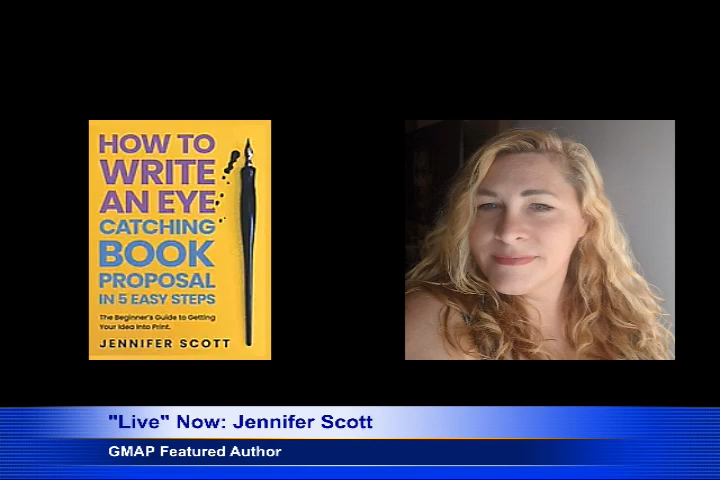 HOW TO
WRITE
AN EYE
CATCHING
BOOK
PROPOSAL
IN 5 EASY STEPS
The Beginner's Guide to Getting
Your Idea Into Print.
JENNIFER SCOTT
"Live" Now: Jennifer Scott
GMAP Featured Author